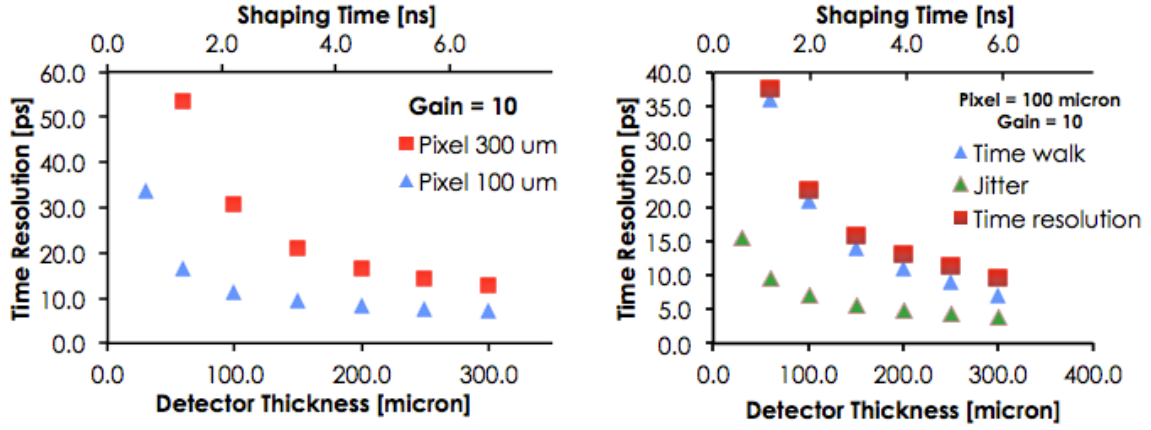 Shaping Time [ns]
0.0 2.0 4.0 6.0
60.0
50.0
40.0
30.0
20.0
10.0
0.0
Time Resolution [ps]
Gain = 10
Pixel 300 um
Pixel 100 um
0.0 100.0 200.0 300.0
Detector Thickness [micron]
Shaping Time [ns]
0.0 2.0 4.0 6.0
40.0
35.0
30.0
25.0
20.0
15.0
10.0
5.0
0.0
Time Resolution [ps]
Pixel = 100 micron
Gain = 10
Time walk
Jitter
Time resolution
0.0 100.0 200.0 300.0 400.0
Detector Thickness [micron]